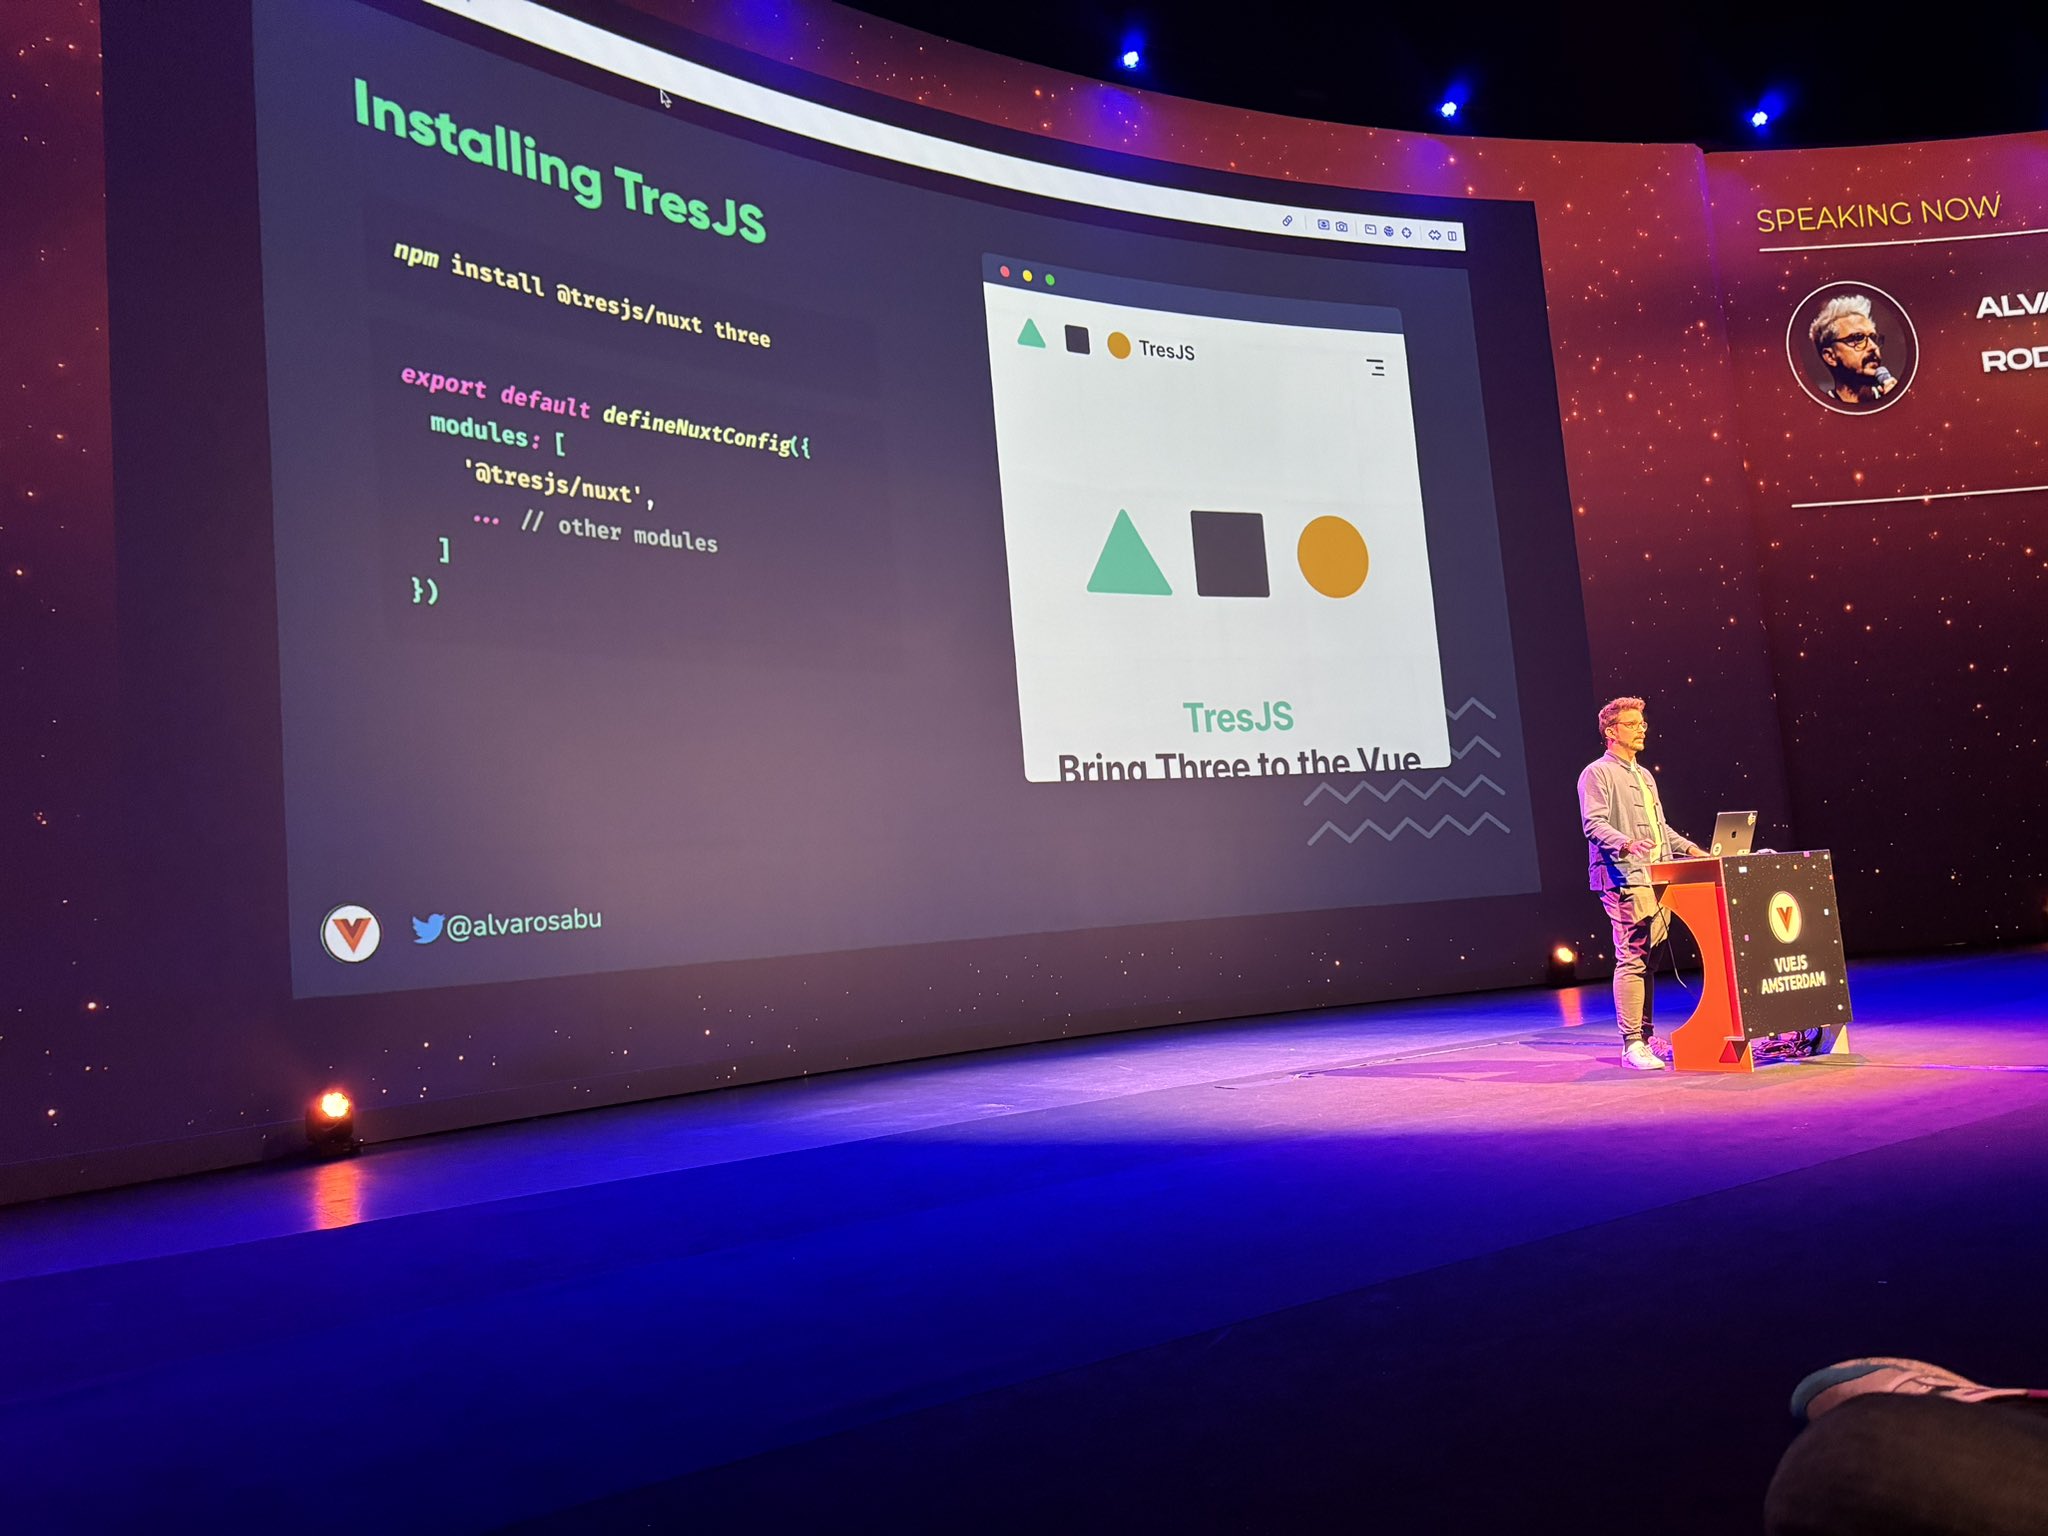 Installing TresJS
npm install @tresjs/nuxt three
export default defineNuxtConfig({
modules: [
'@tresjs/nuxt',
... // other modules
]
})
@alvarosabu
TresJS
TresJS
Bring Three to the Vue
SPEAKING NOW
ALVA
ROD
VUEJS
AMSTERDAM